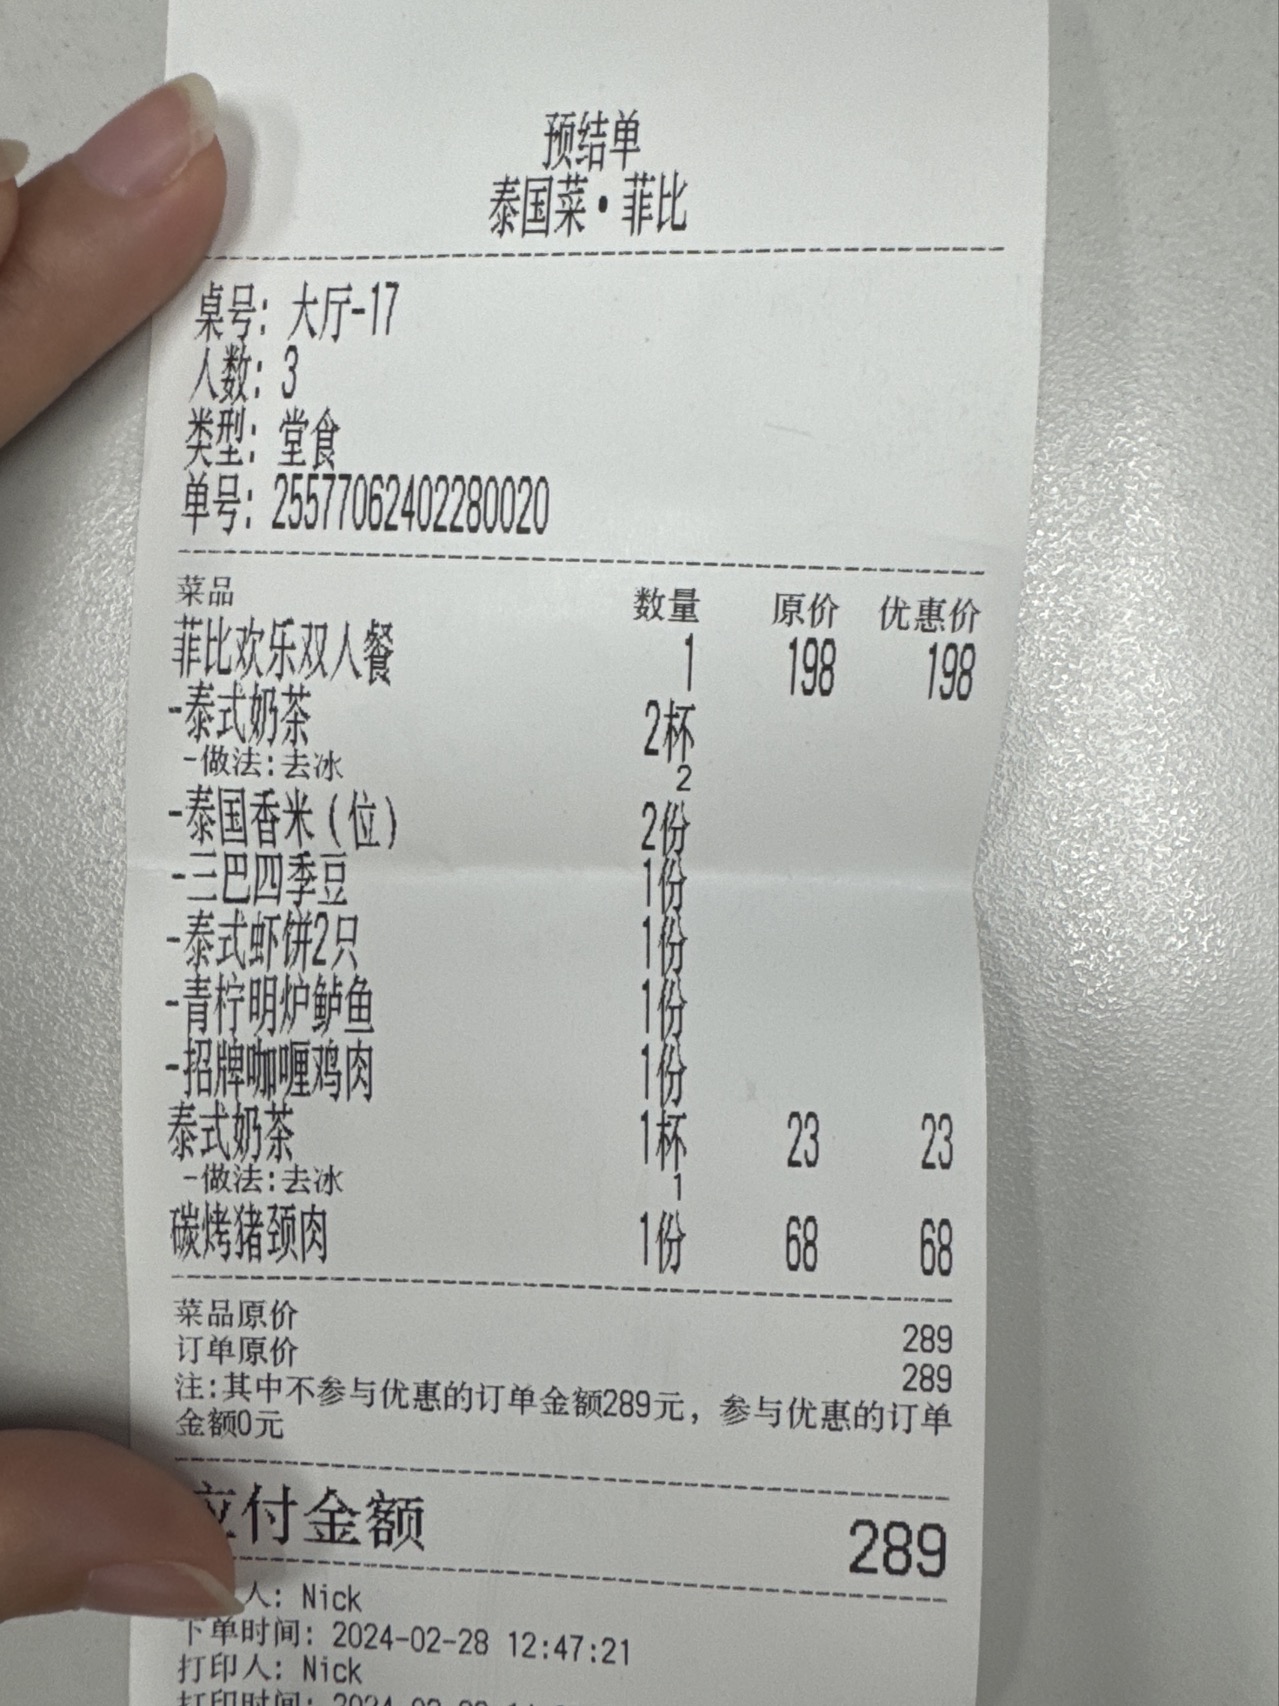 预结单
泰国菜·菲比
桌号: 大厅-17
人数: 3
类型: 堂食
单号: 25577062402280020
菜品 数量 原价 优惠价
菲比欢乐双人餐 1 198 198
-泰式奶茶 2杯
-做法:去冰 2
-泰国香米(位) 2份
-三巴四季豆 1份
-泰式虾饼2只 1份
-青柠明炉鲈鱼 1份
-招牌咖喱鸡肉 1份
泰式奶茶 1杯 23 23
-做法:去冰 1
碳烤猪颈肉 1份 68 68
菜品原价 289
订单原价 289
注:其中不参与优惠的订单金额289元, 参与优惠的订单
金额0元
应付金额 289
人: Nick
下单时间: 2024-02-28 12:47:21
打印人: Nick
打印时间: